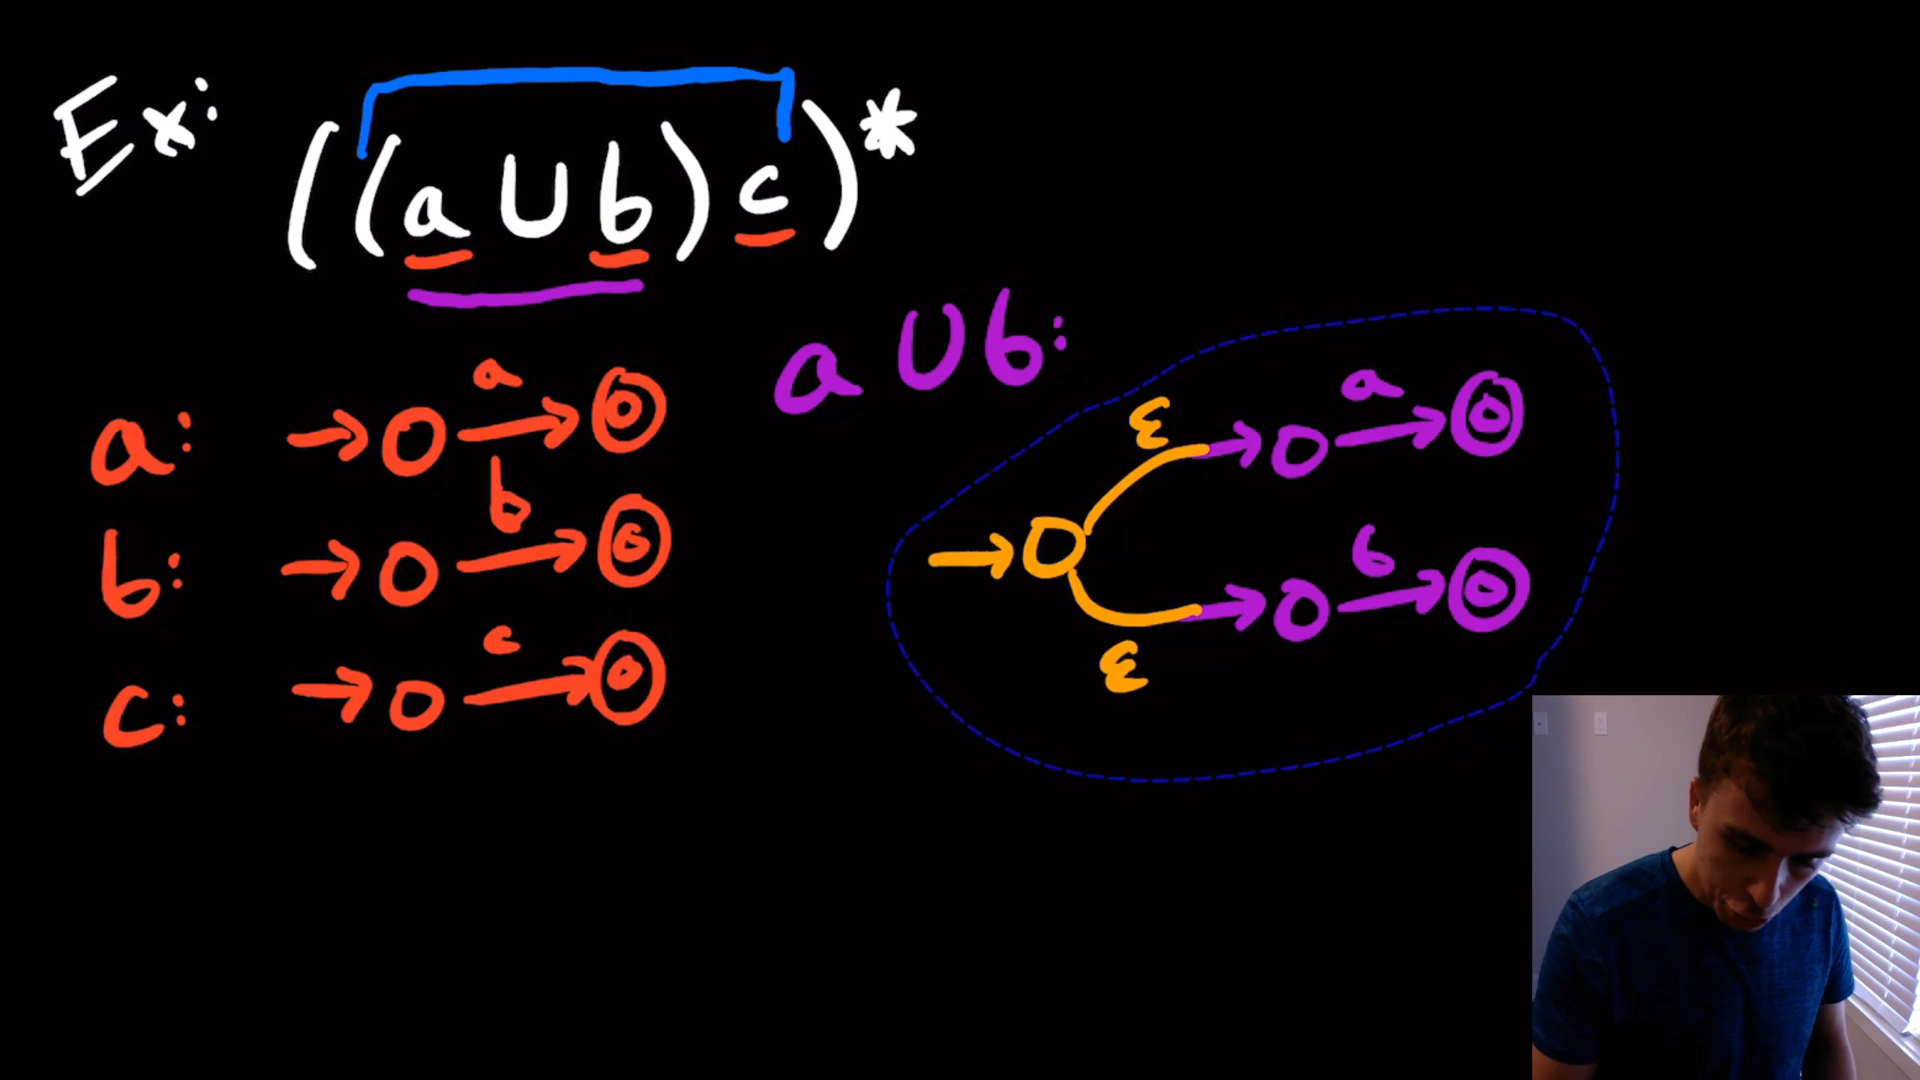 Ex: ((a∪b)c)*
a ∪ b:
a: a
b: b
c: c
ε a
ε b